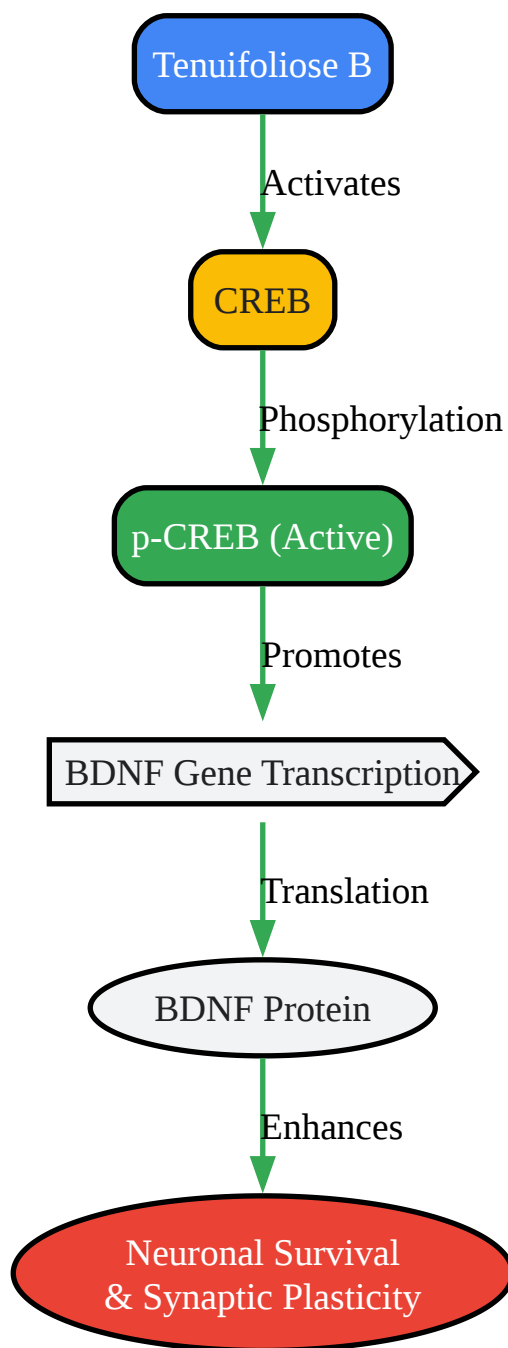 Tenuifoliose B
Activates
CREB
Phosphorylation
p-CREB (Active)
Promotes
BDNF Gene Transcription
Translation
BDNF Protein
Enhances
Neuronal Survival
& Synaptic Plasticity